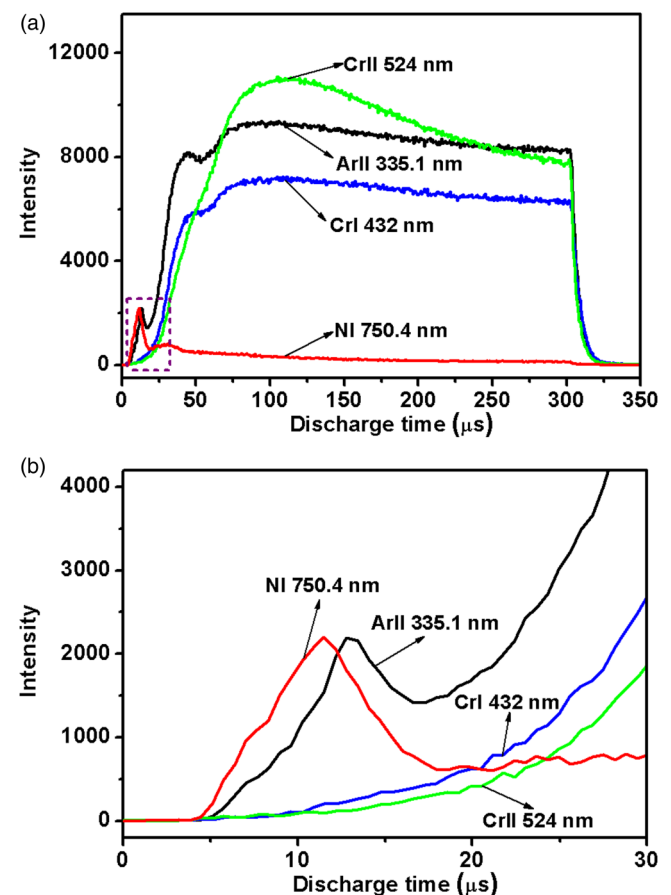 (a)
12000
8000
4000
0
Intensity
CrII 524 nm
ArII 335.1 nm
CrI 432 nm
NI 750.4 nm
0 50 100 150 200 250 300 350
Discharge time (μs)
(b)
4000
3000
2000
1000
0
Intensity
NI 750.4 nm
ArII 335.1 nm
CrI 432 nm
CrII 524 nm
0 10 20 30
Discharge time (μs)